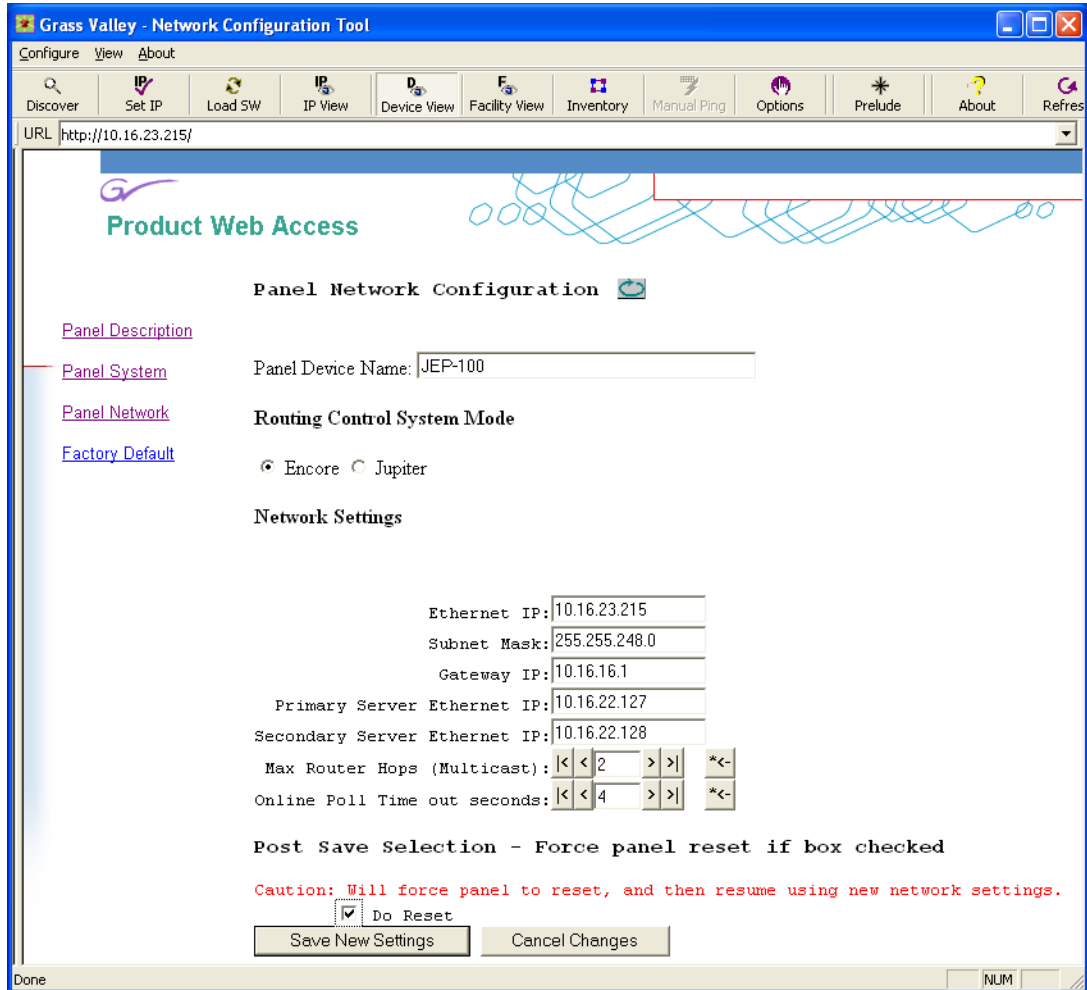 Grass Valley - Network Configuration Tool
Configure View About
Discover Set IP Load SW IP View Device View Facility View Inventory Manual Ping Options Prelude About Refres
URL http://10.16.23.215/
Product Web Access
Panel Network Configuration
Panel Description
Panel System
Panel Device Name: JEP-100
Panel Network
Routing Control System Mode
Factory Default
Encore Jupiter
Network Settings
Ethernet IP: 10.16.23.215
Subnet Mask: 255.255.248.0
Gateway IP: 10.16.16.1
Primary Server Ethernet IP: 10.16.22.127
Secondary Server Ethernet IP: 10.16.22.128
Max Router Hops (Multicast): |< < 2 > >| *<-
Online Poll Time out seconds: |< < 4 > >| *<-
Post Save Selection - Force panel reset if box checked
Caution: Will force panel to reset, and then resume using new network settings.
Do Reset
Save New Settings Cancel Changes
Done NUM